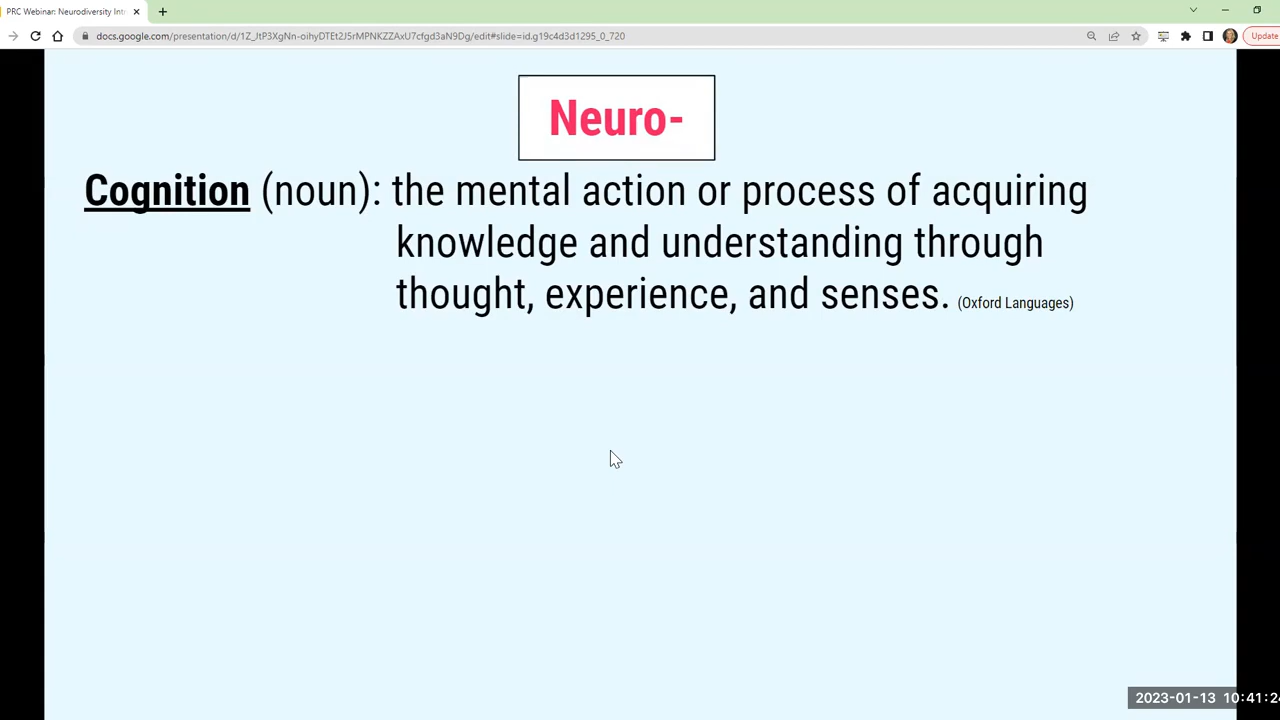 PRC Webinar: Neurodiversity Int
docs.google.com/presentation/d/1Z_JtP3XgNn-oihyDTEt2J5rMPNKZZAxU7cfgd3aN9Dg/edit#slide=id.g19c4d3d1295_0_720
Update
Neuro-
Cognition (noun): the mental action or process of acquiring
knowledge and understanding through
thought, experience, and senses. (Oxford Languages)
2023-01-13 10:41:24